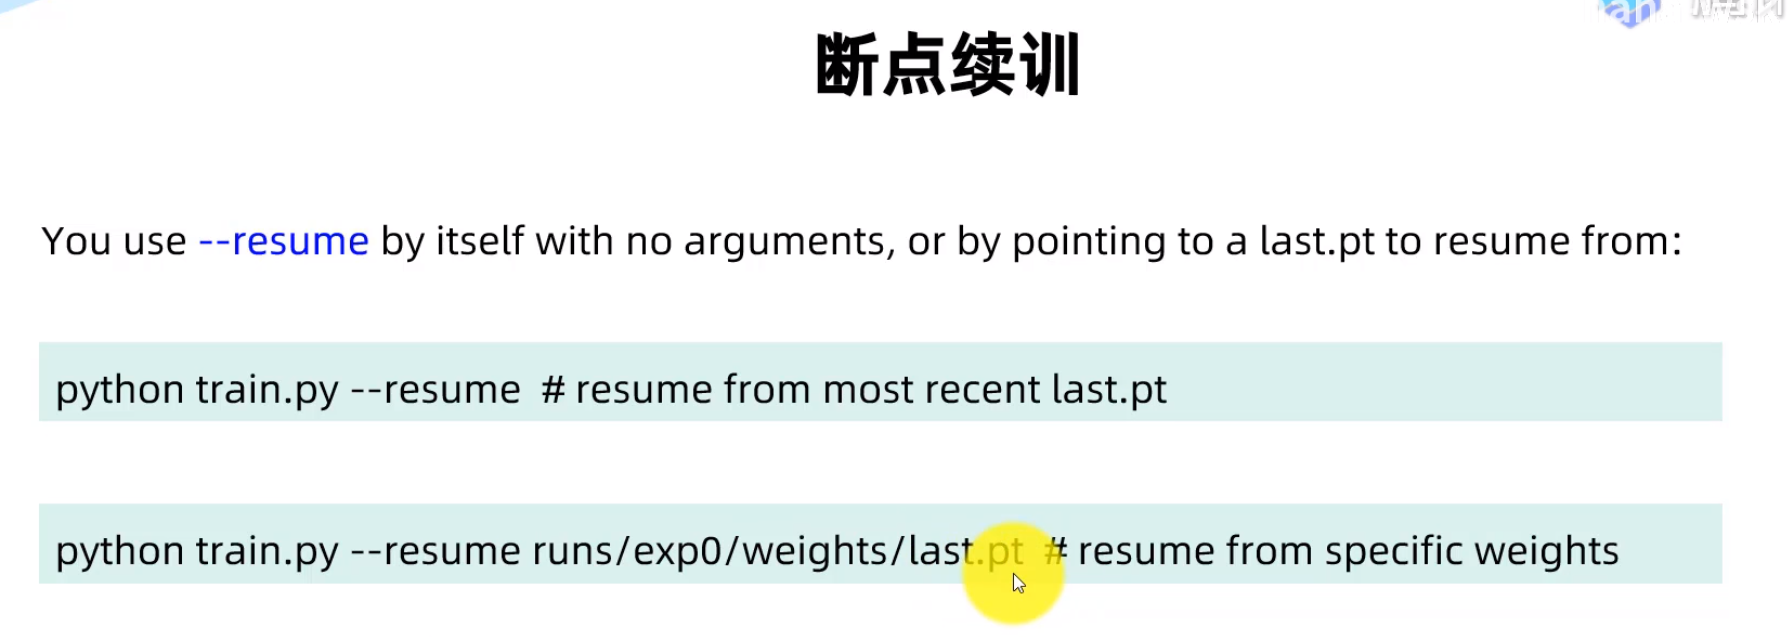 断点续训
You use --resume by itself with no arguments, or by pointing to a last.pt to resume from:
python train.py --resume # resume from most recent last.pt
python train.py --resume runs/exp0/weights/last.pt # resume from specific weights